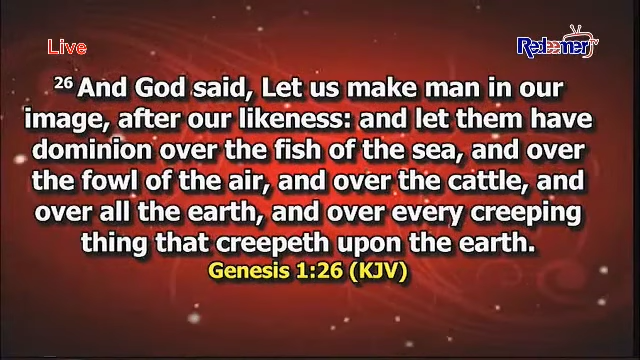 Live
Redeemer TV
26 And God said, Let us make man in our
image, after our likeness: and let them have
dominion over the fish of the sea, and over
the fowl of the air, and over the cattle, and
over all the earth, and over every creeping
thing that creepeth upon the earth.
Genesis 1:26 (KJV)